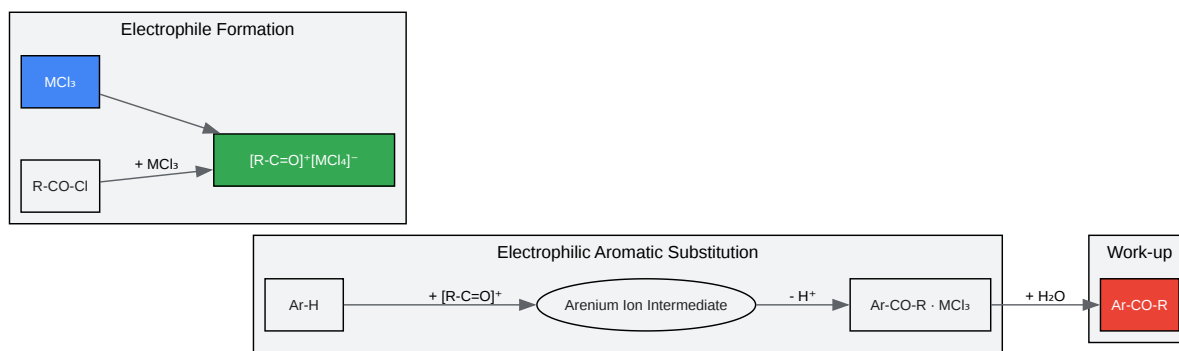 Electrophile Formation
MCl₃
+ MCl₃
R-CO-Cl
[R-C=O]⁺[MCl₄]⁻
Electrophilic Aromatic Substitution
Ar-H
+ [R-C=O]⁺
Arenium Ion Intermediate
- H⁺
Ar-CO-R · MCl₃
+ H₂O
Work-up
Ar-CO-R